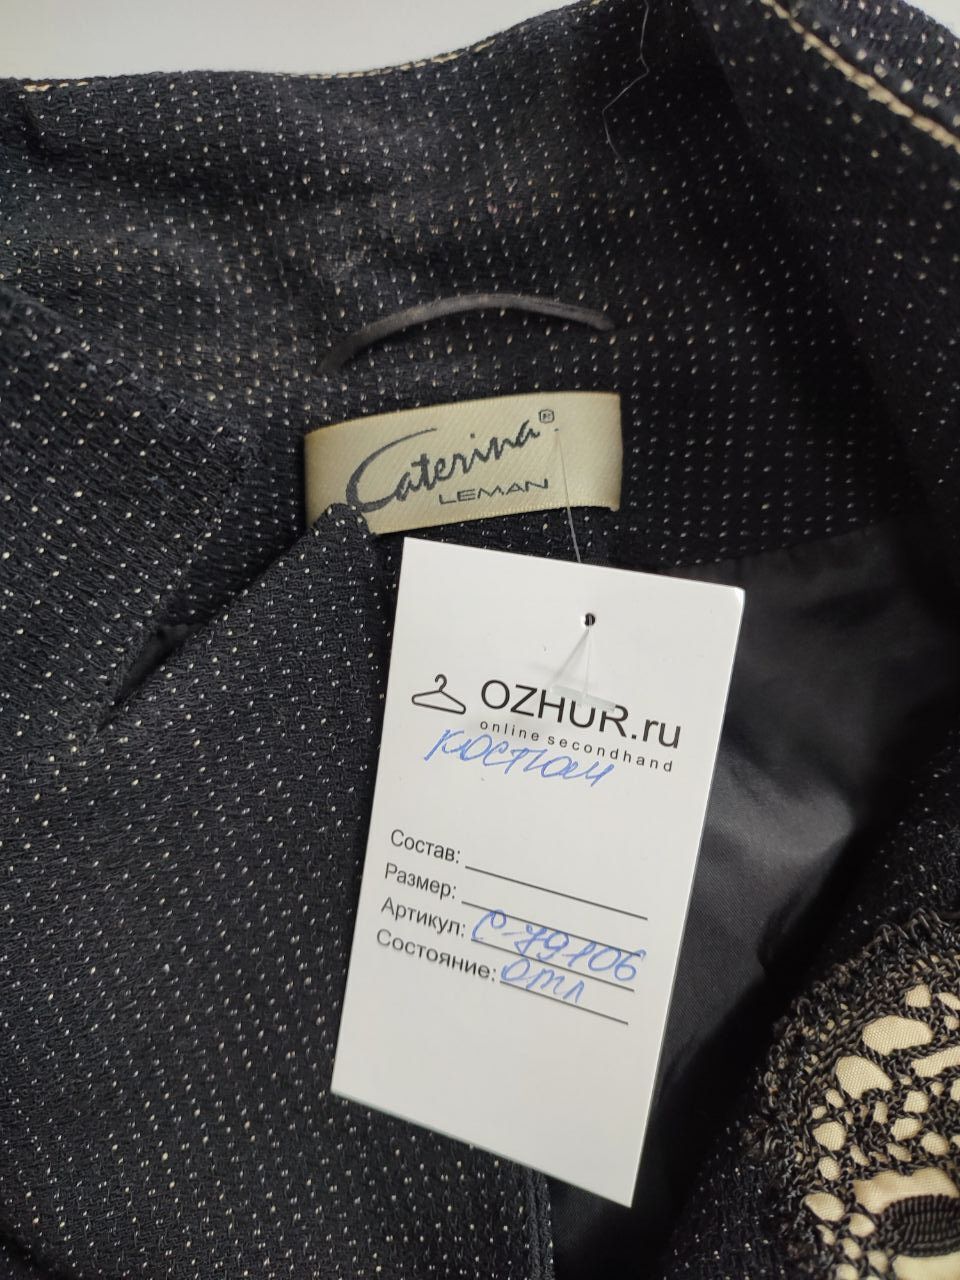 Caterina®
LEMAN
OZHUR.ru
online secondhand
костюм
Состав:
Размер:
Артикул: С-79106
Состояние: отл